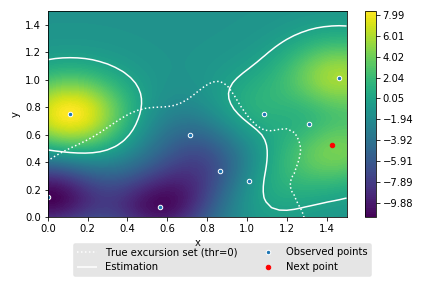 1.4
1.2
1.0
0.8
0.6
0.4
0.2
0.0
y
0.0 0.2 0.4 0.6 0.8 1.0 1.2 1.4
x
7.99
6.01
4.02
2.04
0.05
−1.94
−3.92
−5.91
−7.89
−9.88
True excursion set (thr=0)
Estimation
Observed points
Next point